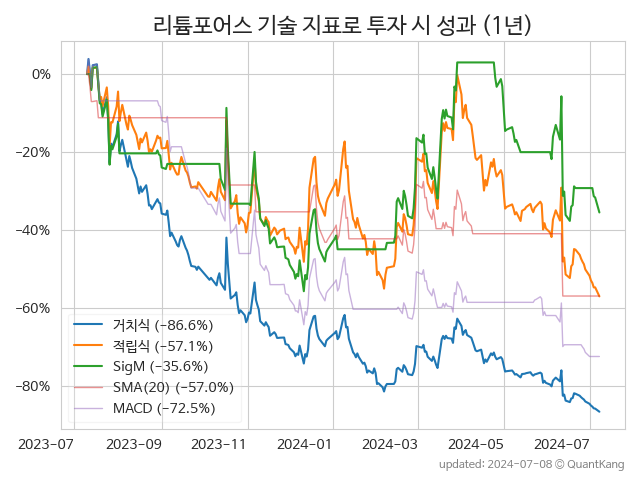 리튬포어스 기술 지표로 투자 시 성과 (1년)
0%
−20%
−40%
−60%
−80%
거치식 (−86.6%)
적립식 (−57.1%)
SigM (−35.6%)
SMA(20) (−57.0%)
MACD (−72.5%)
2023-07 2023-09 2023-11 2024-01 2024-03 2024-05 2024-07
updated: 2024-07-08 © QuantKang